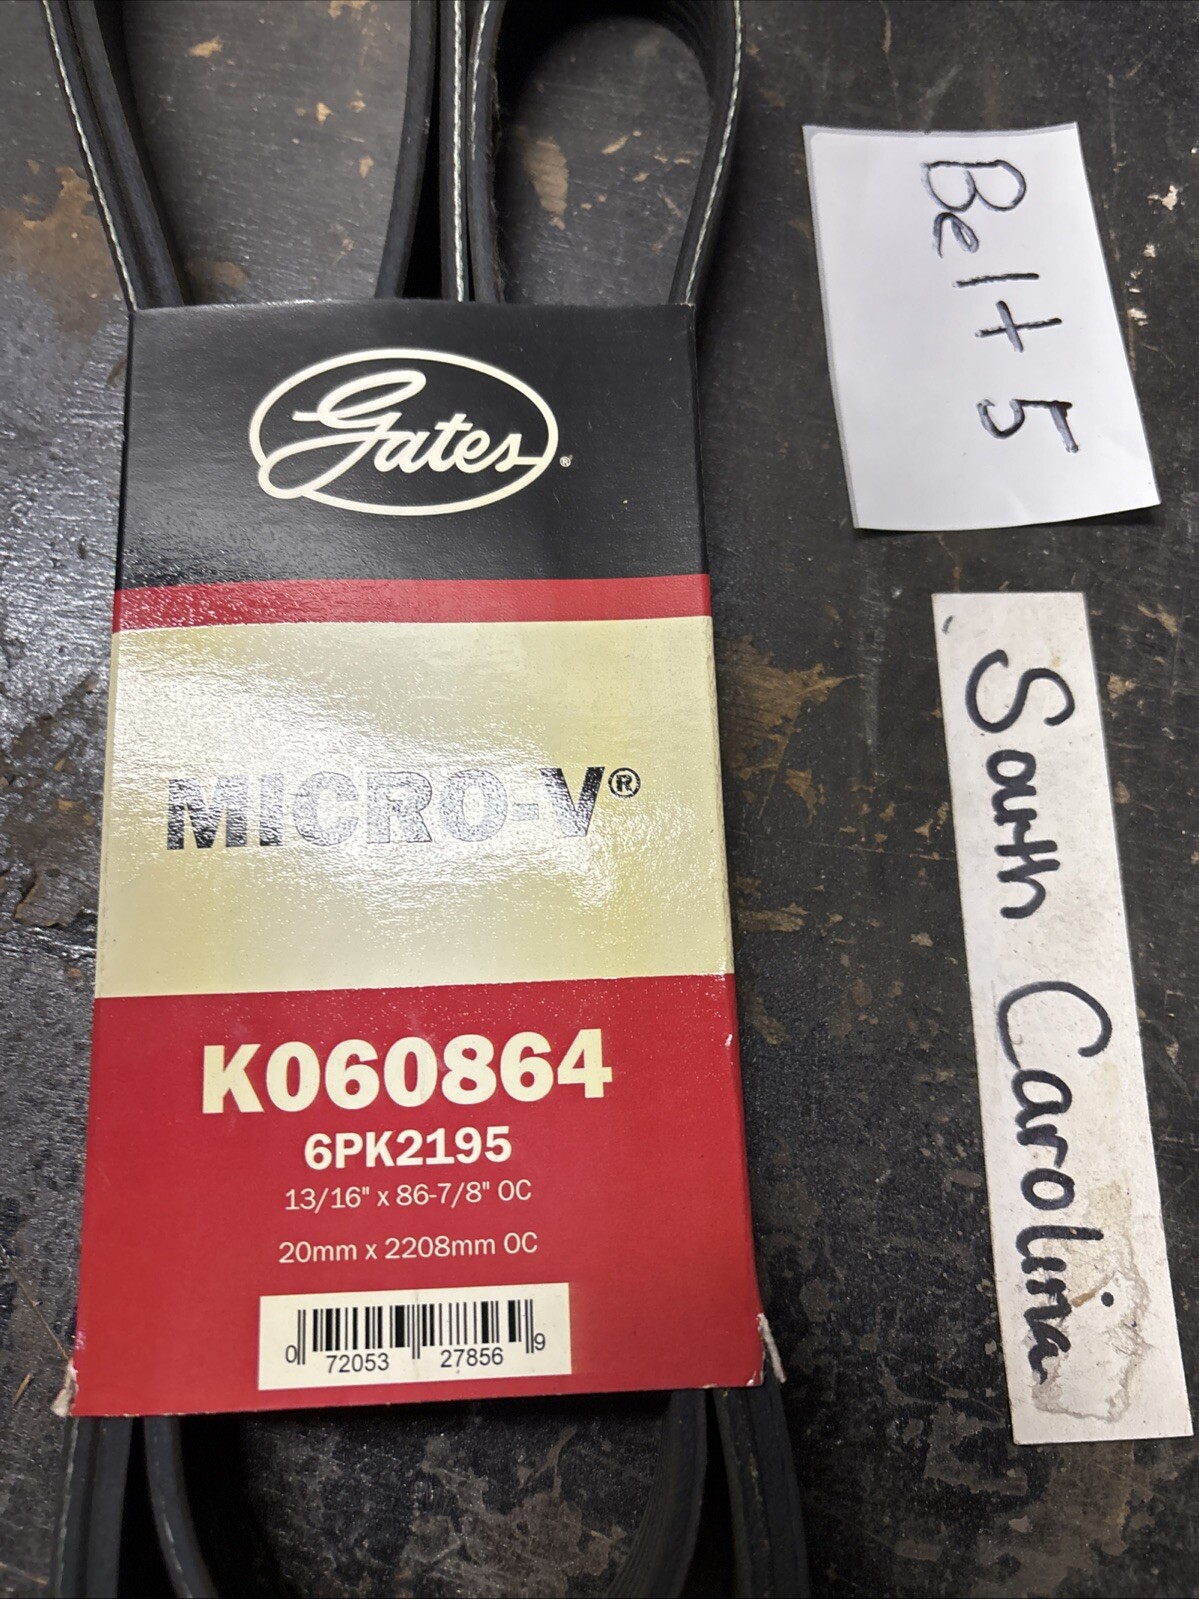 Gates®
MICRO-V®
K060864
6PK2195
13/16" x 86-7/8" OC
20mm x 2208mm OC
0 72053 27856 9
Belt 5
South Carolina